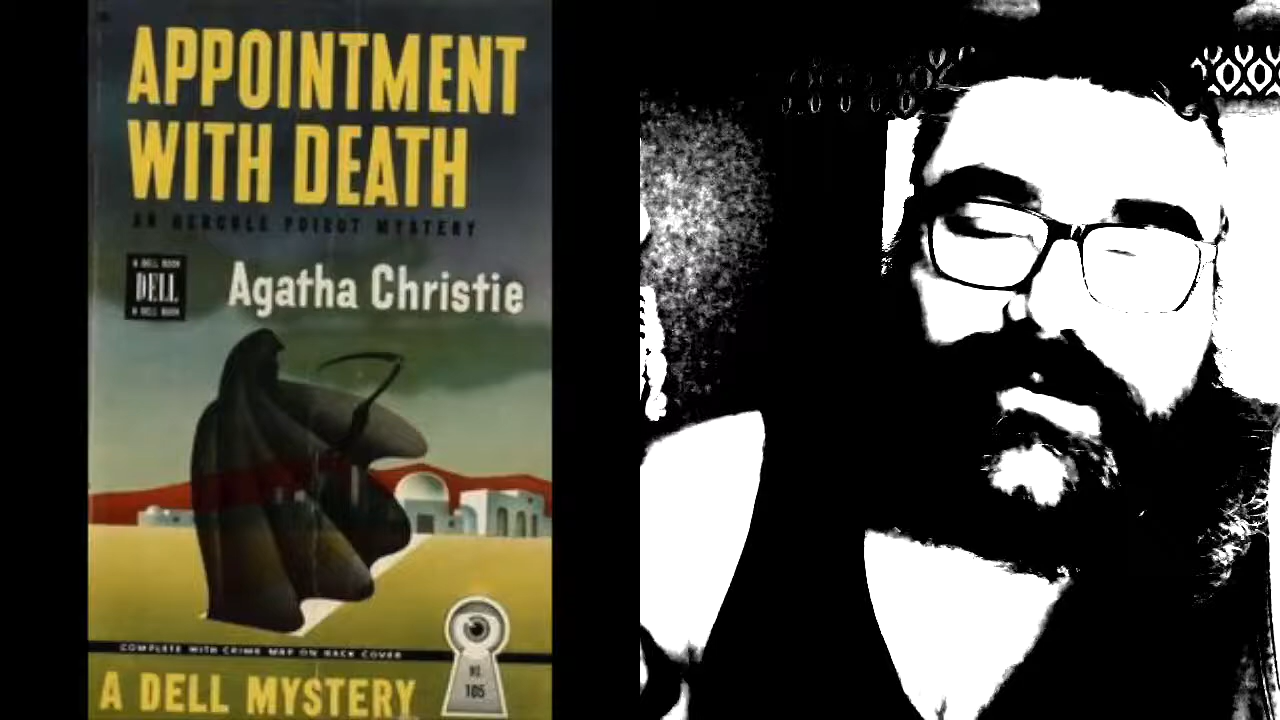 APPOINTMENT
WITH DEATH
AN HERCULE POIROT MYSTERY
A DELL BOOK
DELL
A DELL BOOK
Agatha Christie
COMPLETE WITH CRIME MAP ON BACK COVER
NO.
105
A DELL MYSTERY